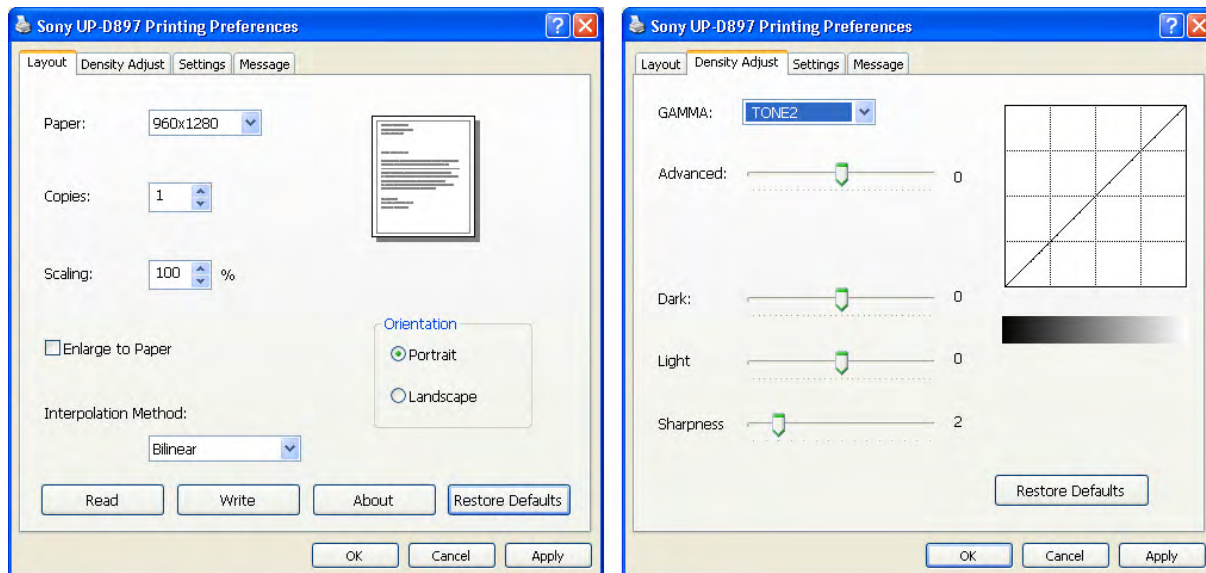 Sony UP-D897 Printing Preferences
Layout Density Adjust Settings Message
Paper: 960x1280
Copies: 1
Scaling: 100 %
Enlarge to Paper
Orientation
Portrait
Landscape
Interpolation Method:
Bilinear
Read Write About Restore Defaults
OK Cancel Apply
Sony UP-D897 Printing Preferences
Layout Density Adjust Settings Message
GAMMA: TONE2
Advanced: 0
Dark: 0
Light 0
Sharpness 2
Restore Defaults
OK Cancel Apply